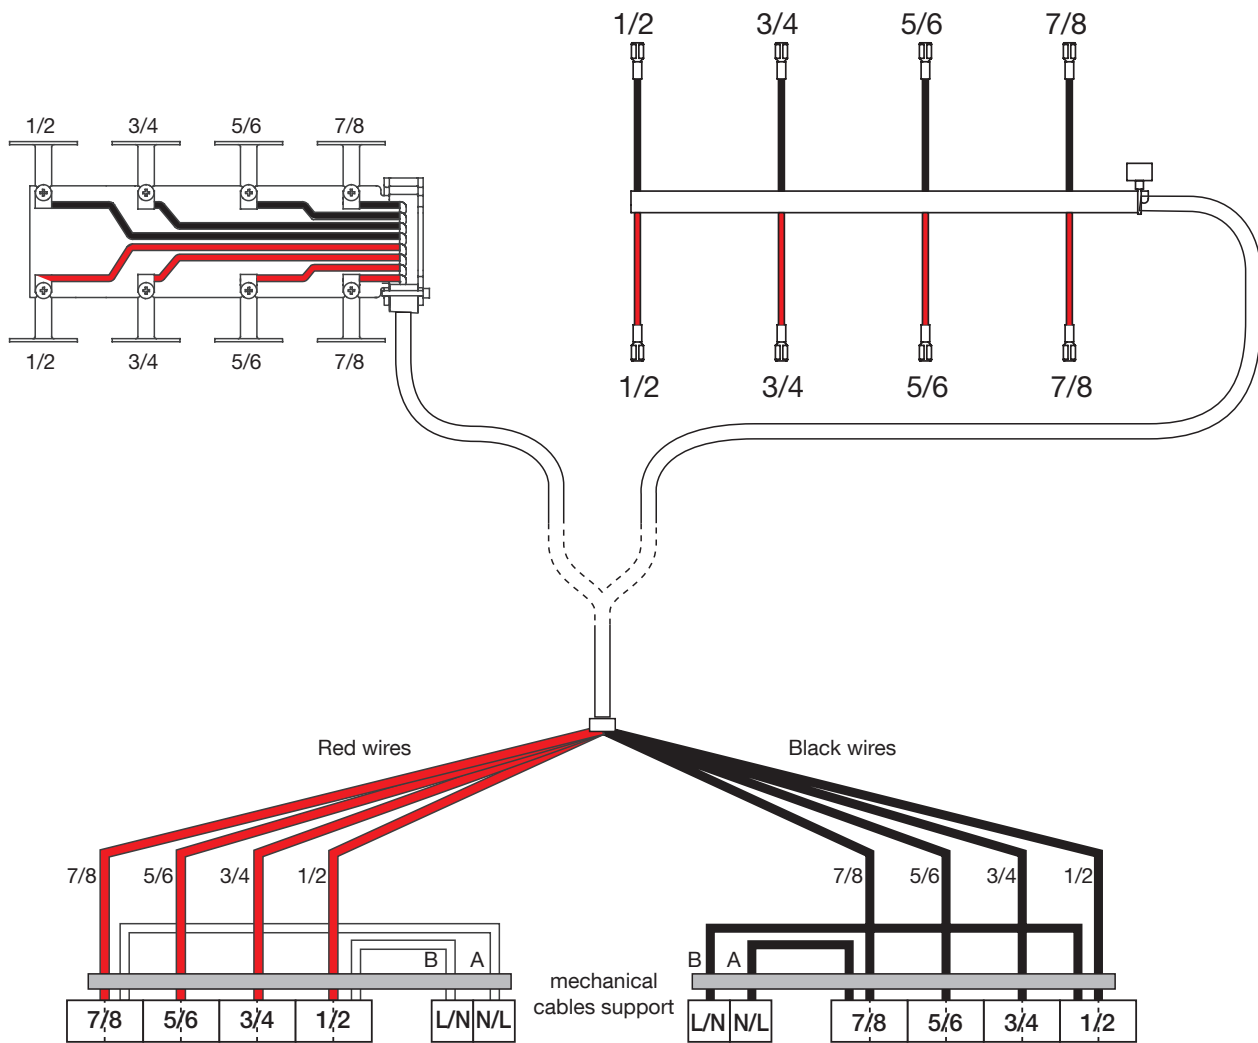 1/2 3/4 5/6 7/8
1/2 3/4 5/6 7/8
1/2 3/4 5/6 7/8
1/2 3/4 5/6 7/8
Red wires
Black wires
7/8 5/6 3/4 1/2
7/8 5/6 3/4 1/2
B A
B A
mechanical
cables support
7/8 5/6 3/4 1/2 L/N N/L
L/N N/L 7/8 5/6 3/4 1/2